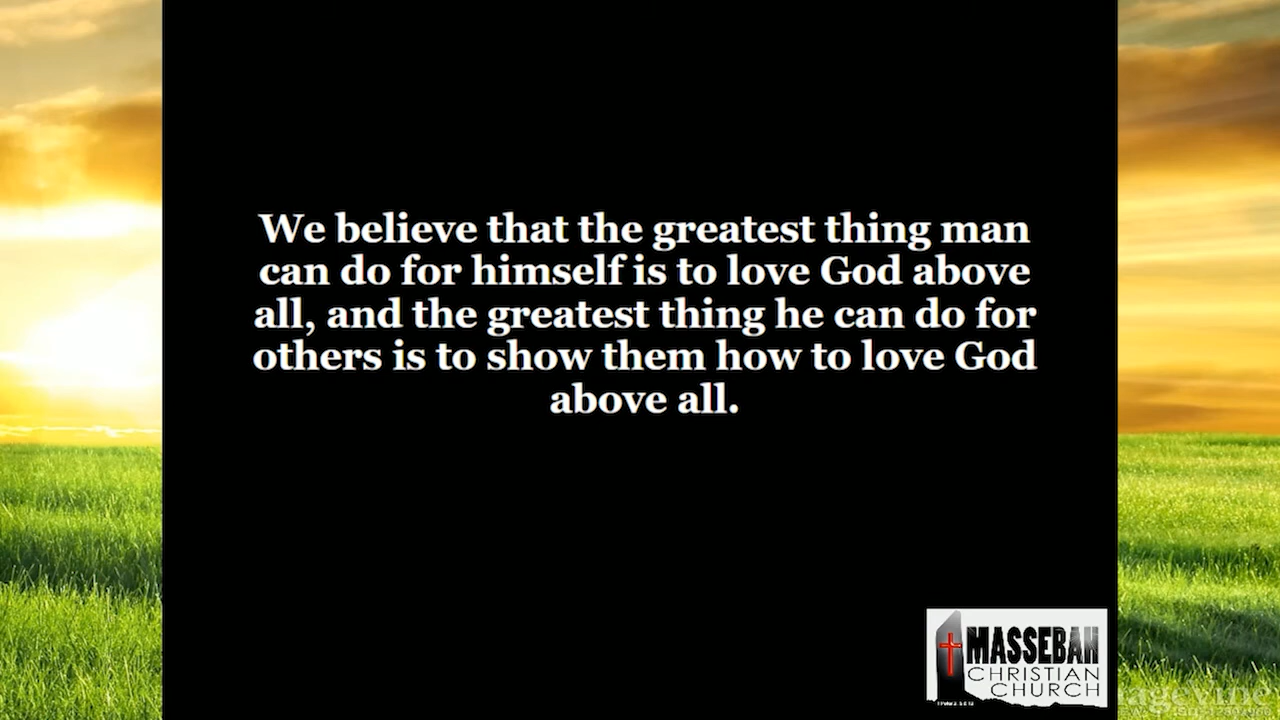 We believe that the greatest thing man
can do for himself is to love God above
all, and the greatest thing he can do for
others is to show them how to love God
above all.
MASSEBAH
CHRISTIAN
CHURCH